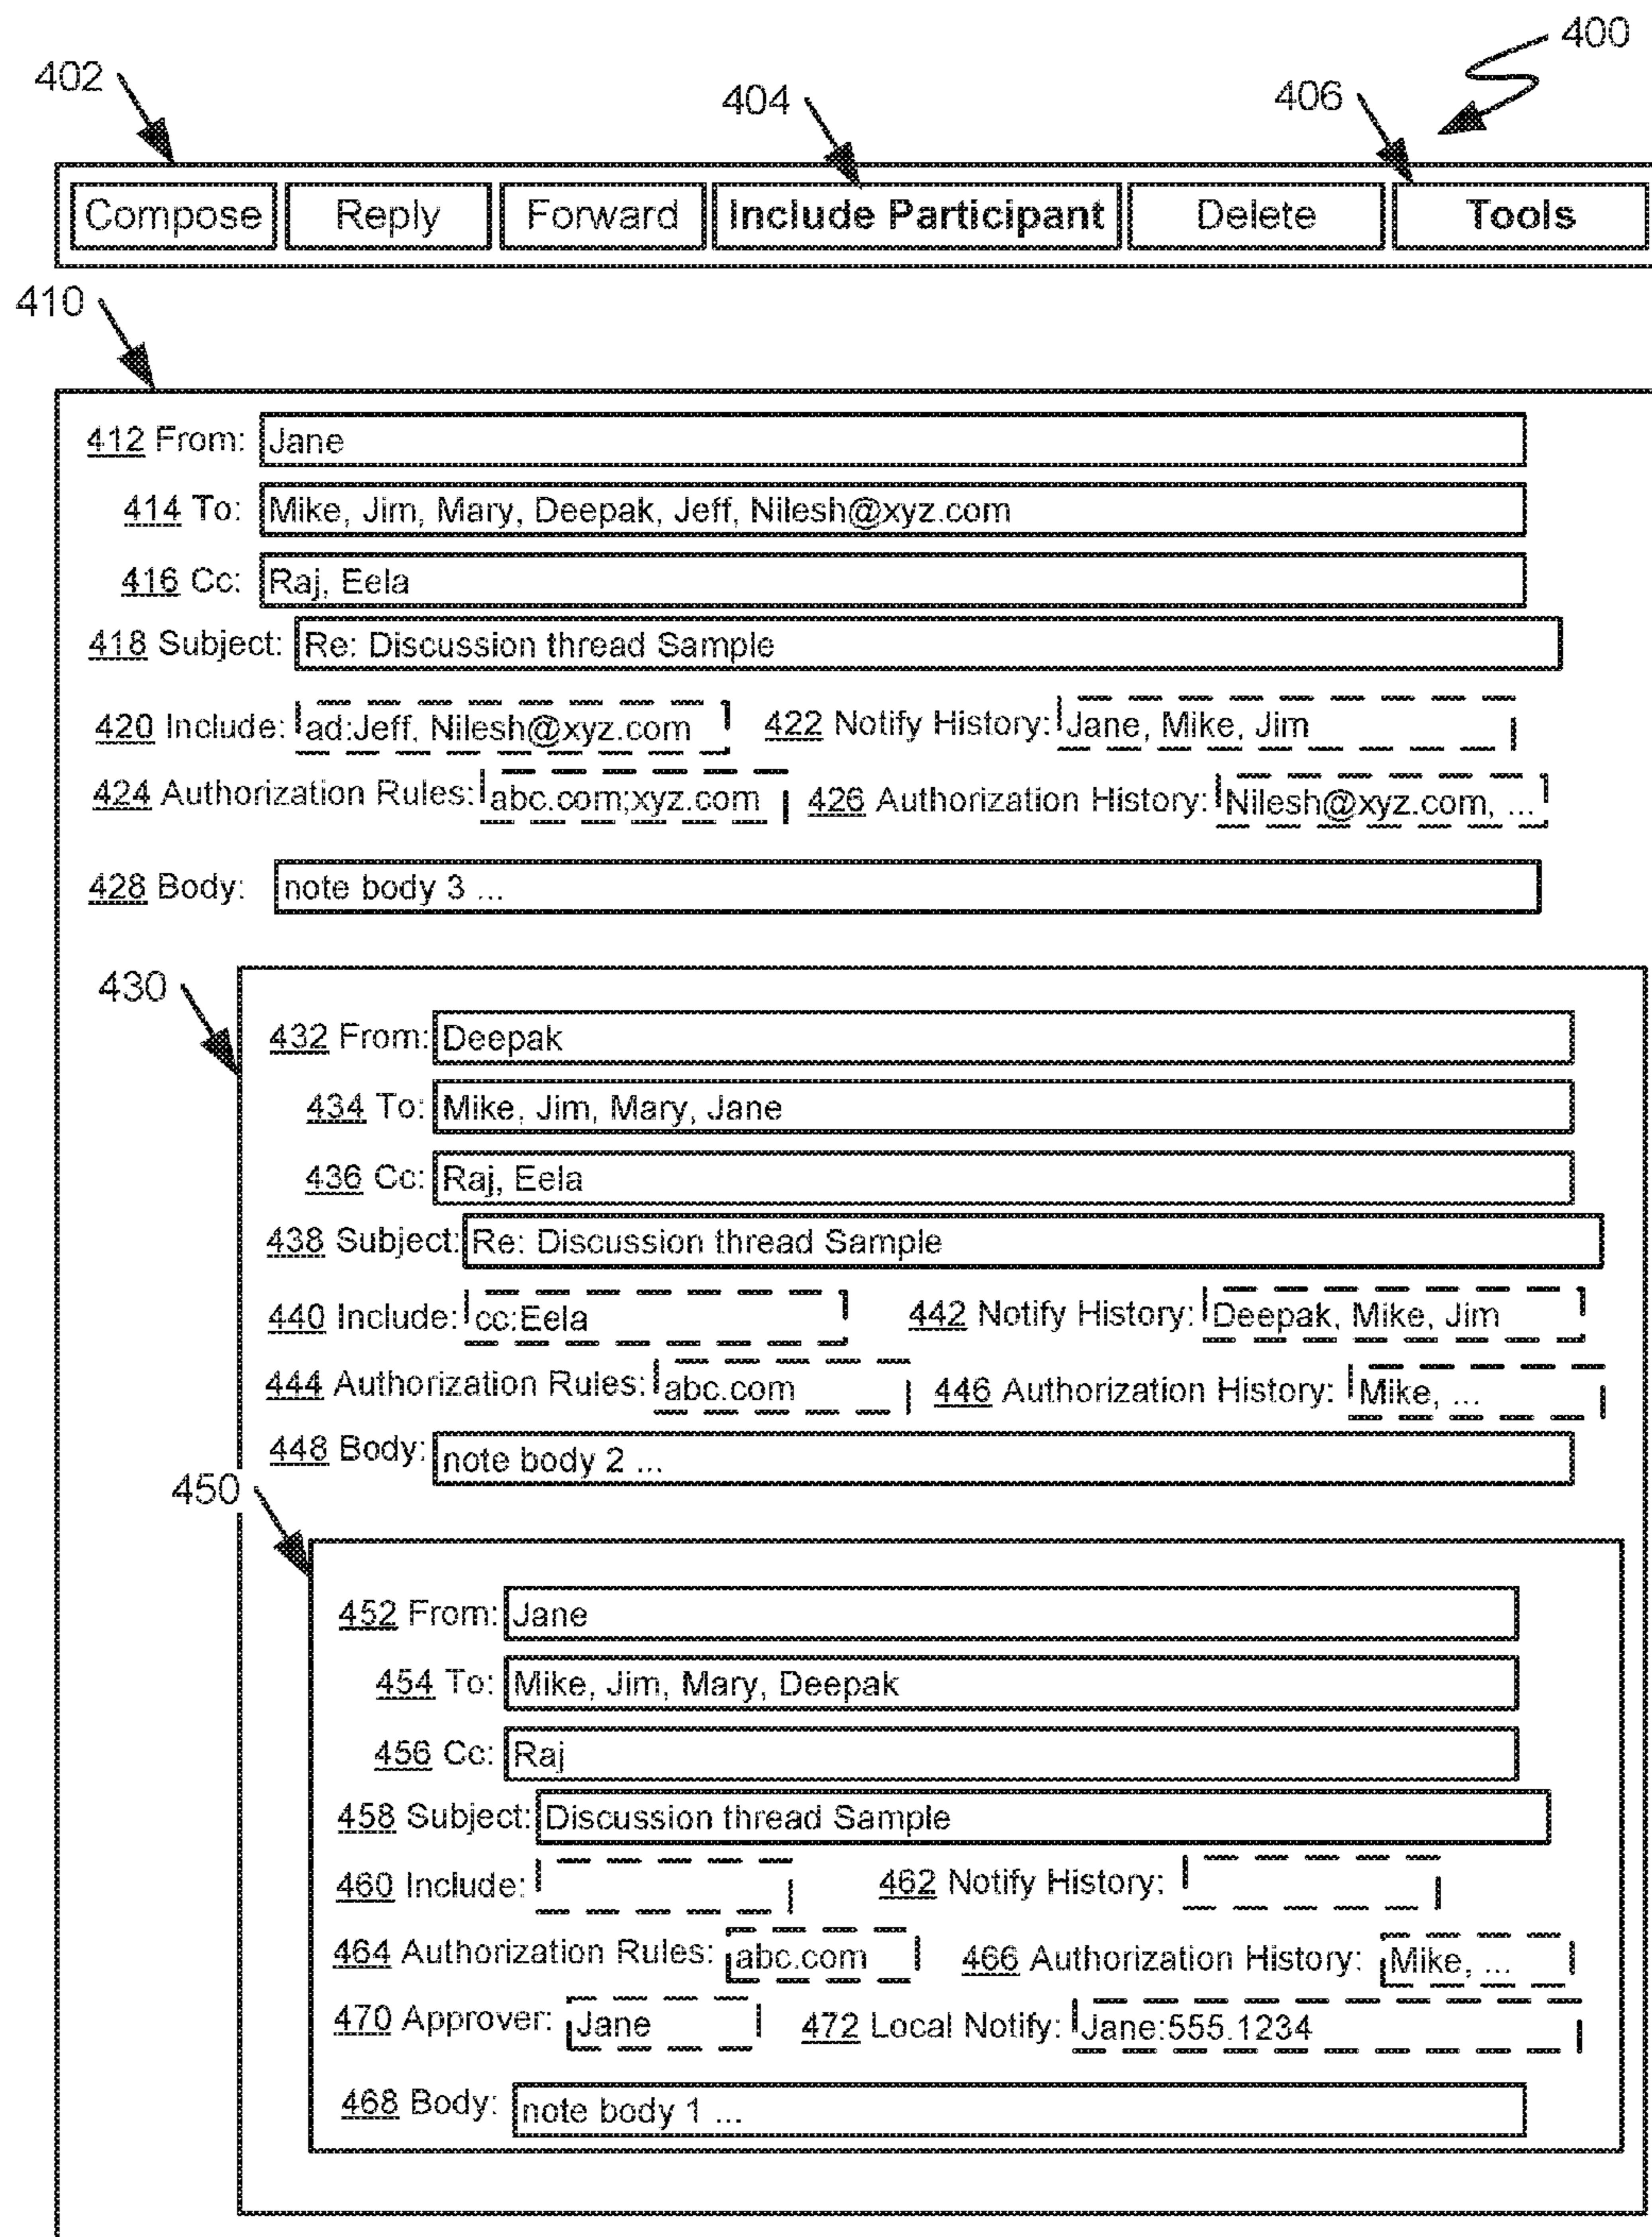 400
402
404
406
Compose Reply Forward Include Participant Delete Tools
410
412 From: Jane
414 To: Mike, Jim, Mary, Deepak, Jeff, Nilesh@xyz.com
416 Cc: Raj, Eela
418 Subject: Re: Discussion thread Sample
420 Include: ad:Jeff, Nilesh@xyz.com 422 Notify History: Jane, Mike, Jim
424 Authorization Rules: abc.com;xyz.com 426 Authorization History: Nilesh@xyz.com, ...
428 Body: note body 3 ...
430
432 From: Deepak
434 To: Mike, Jim, Mary, Jane
436 Cc: Raj, Eela
438 Subject: Re: Discussion thread Sample
440 Include: cc:Eela 442 Notify History: Deepak, Mike, Jim
444 Authorization Rules: abc.com 446 Authorization History: Mike, ...
448 Body: note body 2 ...
450
452 From: Jane
454 To: Mike, Jim, Mary, Deepak
456 Cc: Raj
458 Subject: Discussion thread Sample
460 Include: 462 Notify History:
464 Authorization Rules: abc.com 466 Authorization History: Mike, ...
470 Approver: Jane 472 Local Notify: Jane:555.1234
468 Body: note body 1 ...